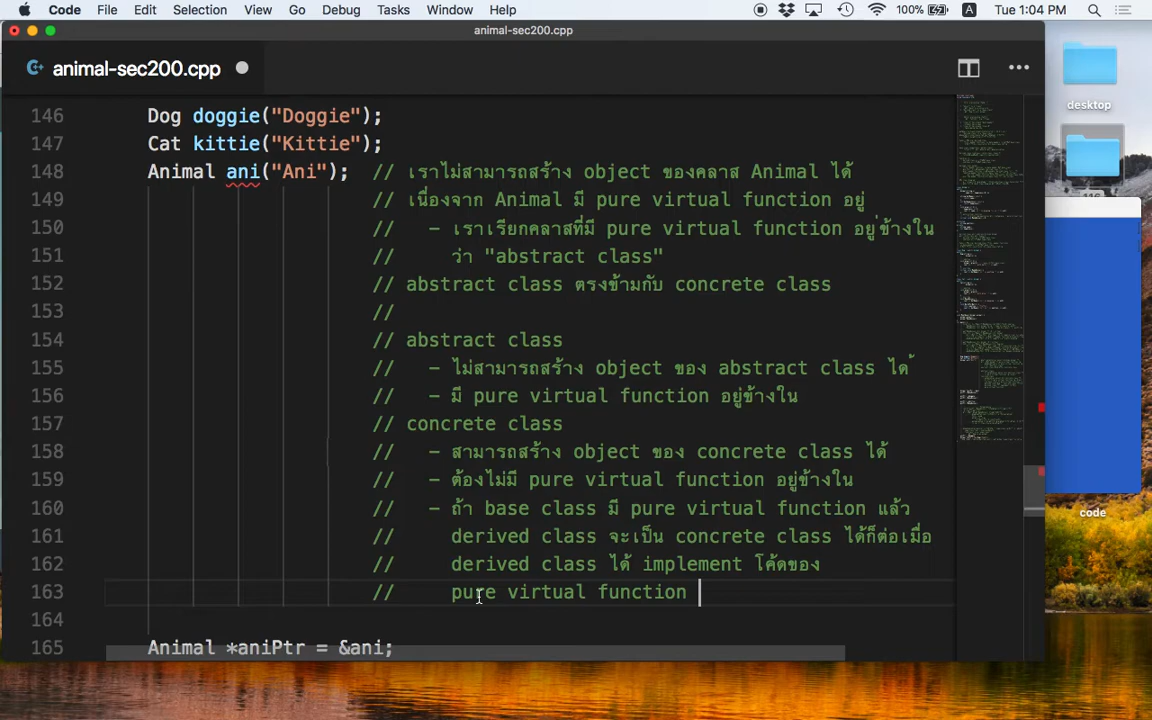 Code File Edit Selection View Go Debug Tasks Window Help 100% A Tue 1:04 PM
animal-sec200.cpp
animal-sec200.cpp
desktop
146 Dog doggie("Doggie");
147 Cat kittie("Kittie");
148 Animal ani("Ani"); // เราไม่สามารถสร้าง object ของคลาส Animal ได้
149 // เนื่องจาก Animal มี pure virtual function อยู่
150 // - เราเรียกคลาสที่มี pure virtual function อยู่ข้างใน
151 // ว่า "abstract class"
152 // abstract class ตรงข้ามกับ concrete class
153 //
154 // abstract class
155 // - ไม่สามารถสร้าง object ของ abstract class ได้
156 // - มี pure virtual function อยู่ข้างใน
157 // concrete class
158 // - สามารถสร้าง object ของ concrete class ได้
159 // - ต้องไม่มี pure virtual function อยู่ข้างใน
160 // - ถ้า base class มี pure virtual function แล้ว
161 // derived class จะเป็น concrete class ได้ก็ต่อเมื่อ
162 // derived class ได้ implement โค้ดของ
163 // pure virtual function
164
165 Animal *aniPtr = &ani;
code